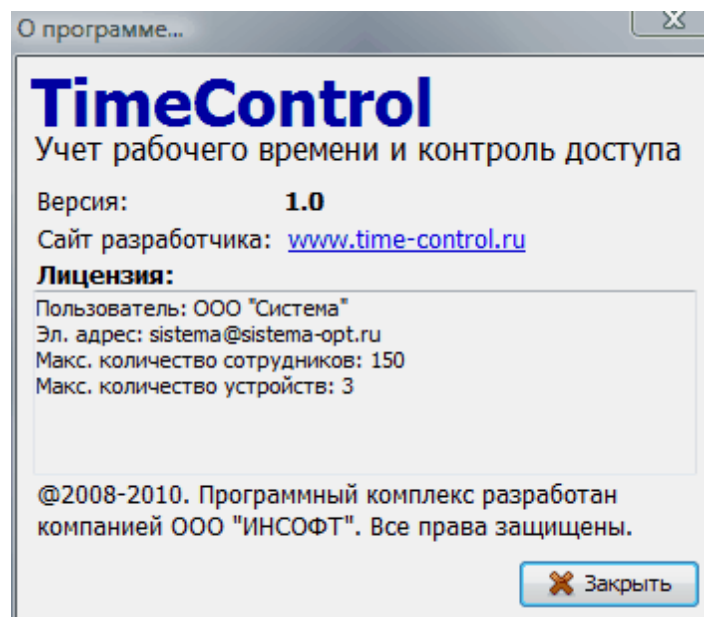 О программе...
TimeControl
Учет рабочего времени и контроль доступа
Версия: 1.0
Сайт разработчика: www.time-control.ru
Лицензия:
Пользователь: ООО "Система"
Эл. адрес: sistema@sistema-opt.ru
Макс. количество сотрудников: 150
Макс. количество устройств: 3
@2008-2010. Программный комплекс разработан
компанией ООО "ИНСОФТ". Все права защищены.
Закрыть